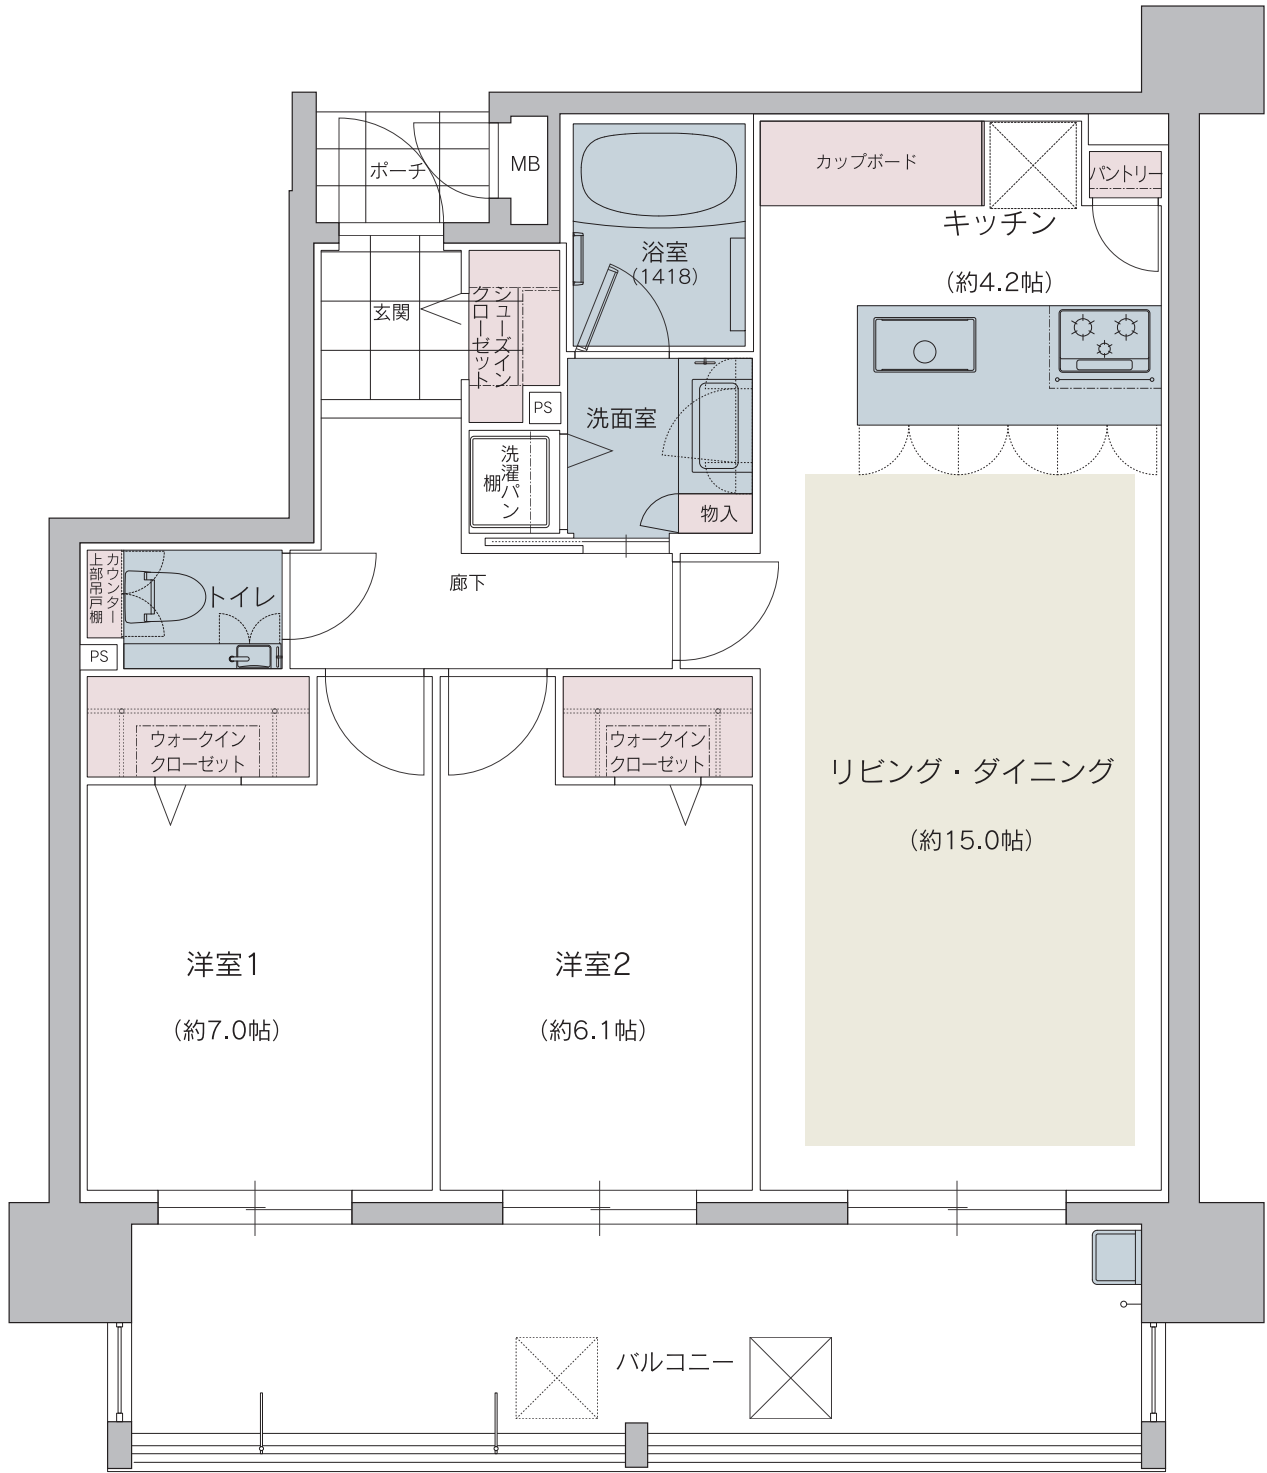 ポーチ
MB
カップボード
パントリー
キッチン
(約4.2帖)
浴室
(1418)
玄関
シューズイン
クローゼット
PS
洗面室
洗濯パン
棚
物入
廊下
カウンター
上部吊戸棚
トイレ
PS
ウォークイン
クローゼット
ウォークイン
クローゼット
リビング・ダイニング
(約15.0帖)
洋室1
(約7.0帖)
洋室2
(約6.1帖)
バルコニー